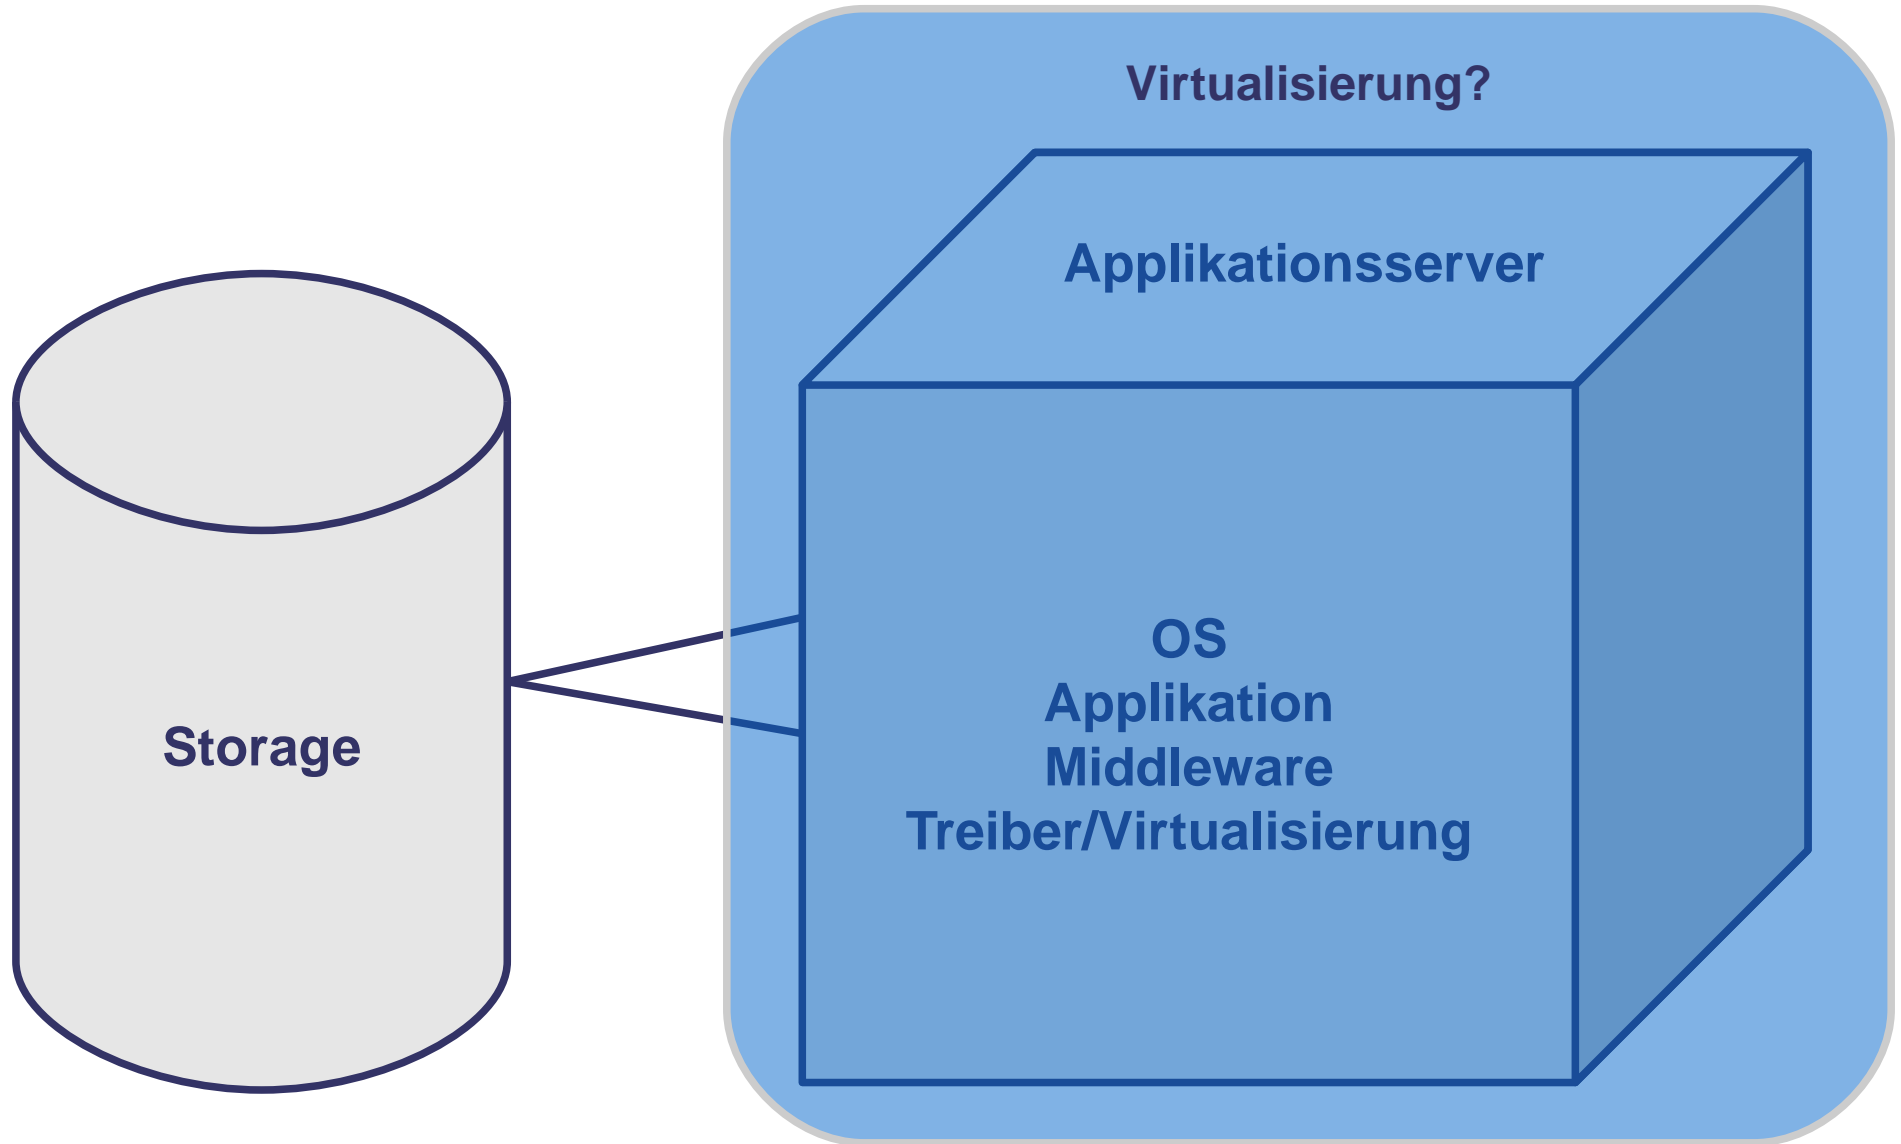 Virtualisierung?
Applikationsserver
Storage
OS
Applikation
Middleware
Treiber/Virtualisierung